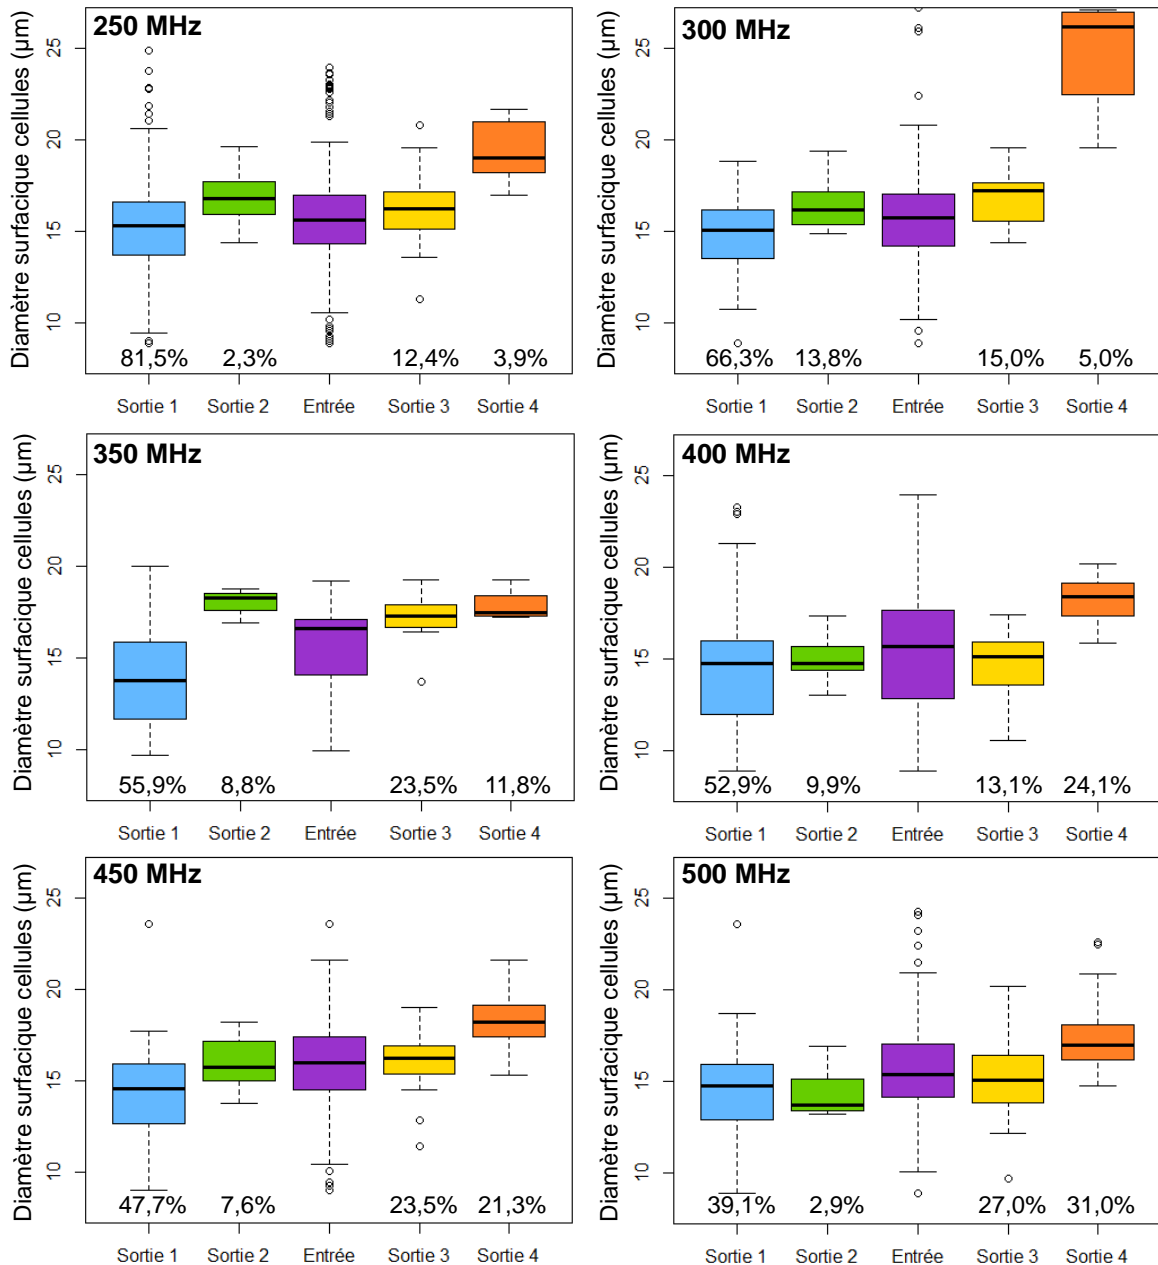 250 MHz
Diamètre surfacique cellules (µm)
25
20
15
10
81,5% 2,3% 12,4% 3,9%
Sortie 1 Sortie 2 Entrée Sortie 3 Sortie 4
300 MHz
Diamètre surfacique cellules (µm)
25
20
15
10
66,3% 13,8% 15,0% 5,0%
Sortie 1 Sortie 2 Entrée Sortie 3 Sortie 4
350 MHz
Diamètre surfacique cellules (µm)
25
20
15
10
55,9% 8,8% 23,5% 11,8%
Sortie 1 Sortie 2 Entrée Sortie 3 Sortie 4
400 MHz
Diamètre surfacique cellules (µm)
25
20
15
10
52,9% 9,9% 13,1% 24,1%
Sortie 1 Sortie 2 Entrée Sortie 3 Sortie 4
450 MHz
Diamètre surfacique cellules (µm)
25
20
15
10
47,7% 7,6% 23,5% 21,3%
Sortie 1 Sortie 2 Entrée Sortie 3 Sortie 4
500 MHz
Diamètre surfacique cellules (µm)
25
20
15
10
39,1% 2,9% 27,0% 31,0%
Sortie 1 Sortie 2 Entrée Sortie 3 Sortie 4